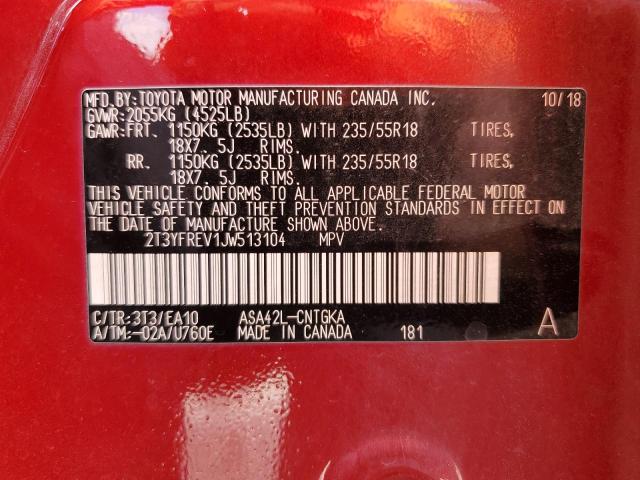 MFD.BY:TOYOTA MOTOR MANUFACTURING CANADA INC. 10/18
GVWR:2055KG (4525LB)
GAWR:FRT. 1150KG (2535LB) WITH 235/55R18 TIRES,
18X7. 5J RIMS.
RR. 1150KG (2535LB) WITH 235/55R18 TIRES,
18X7. 5J RIMS.
THIS VEHICLE CONFORMS TO ALL APPLICABLE FEDERAL MOTOR
VEHICLE SAFETY AND THEFT PREVENTION STANDARDS IN EFFECT ON
THE DATE OF MANUFACTURE SHOWN ABOVE.
2T3YFREV1JW513104 MPV
C/TR:3T3/EA10 ASA42L-CNTGKA
A/TM:-02A/U760E MADE IN CANADA 181 A